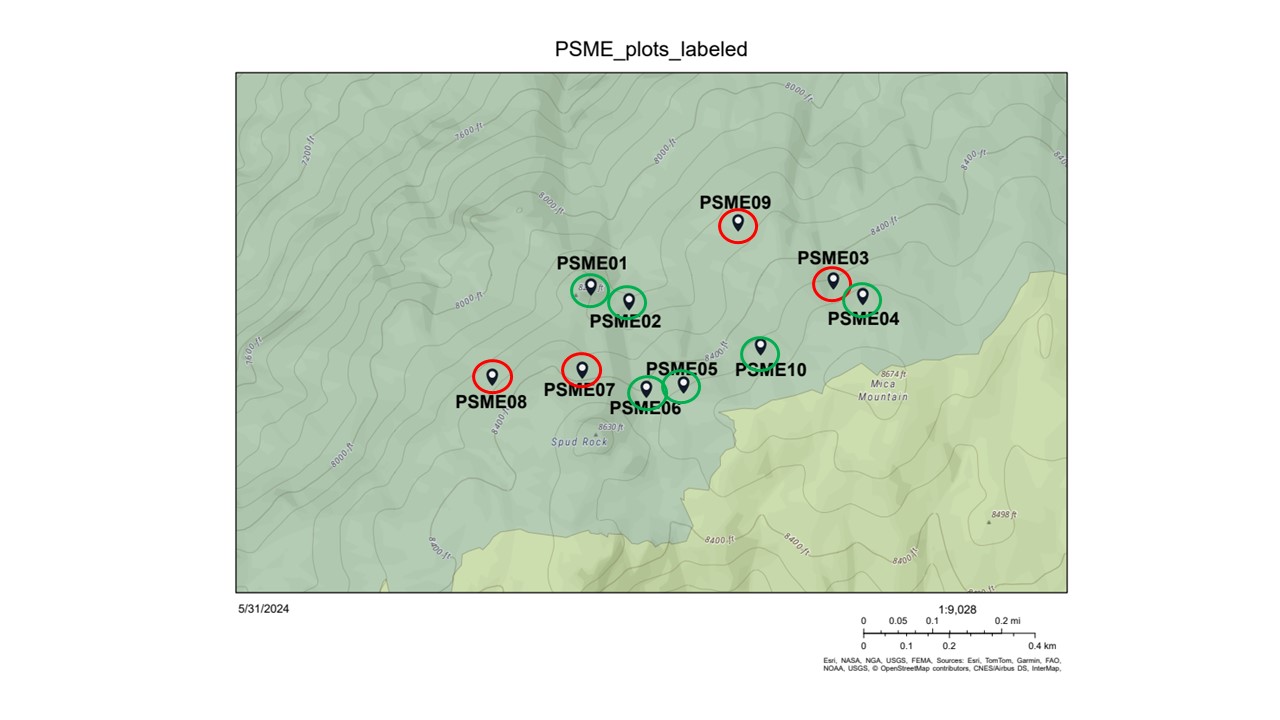 PSME_plots_labeled
8000 ft
7600 ft
7200 ft
8000 ft
8400 ft
8000 ft
PSME09
8400 ft
PSME03
PSME01
8000 ft
PSME02
PSME04
7600 ft
8400 ft
PSME05
PSME10
PSME07
8674 ft
Mica
Mountain
PSME08
PSME06
8400 ft
8630 ft
Spud Rock
8000 ft
8498 ft
8400 ft
8400 ft
8400 ft
8400 ft
5/31/2024
1:9,028
0 0.05 0.1 0.2 mi
0 0.1 0.2 0.4 km
Esri, NASA, NGA, USGS, FEMA, Sources: Esri, TomTom, Garmin, FAO,
NOAA, USGS, © OpenStreetMap contributors, CNES/Airbus DS, InterMap,